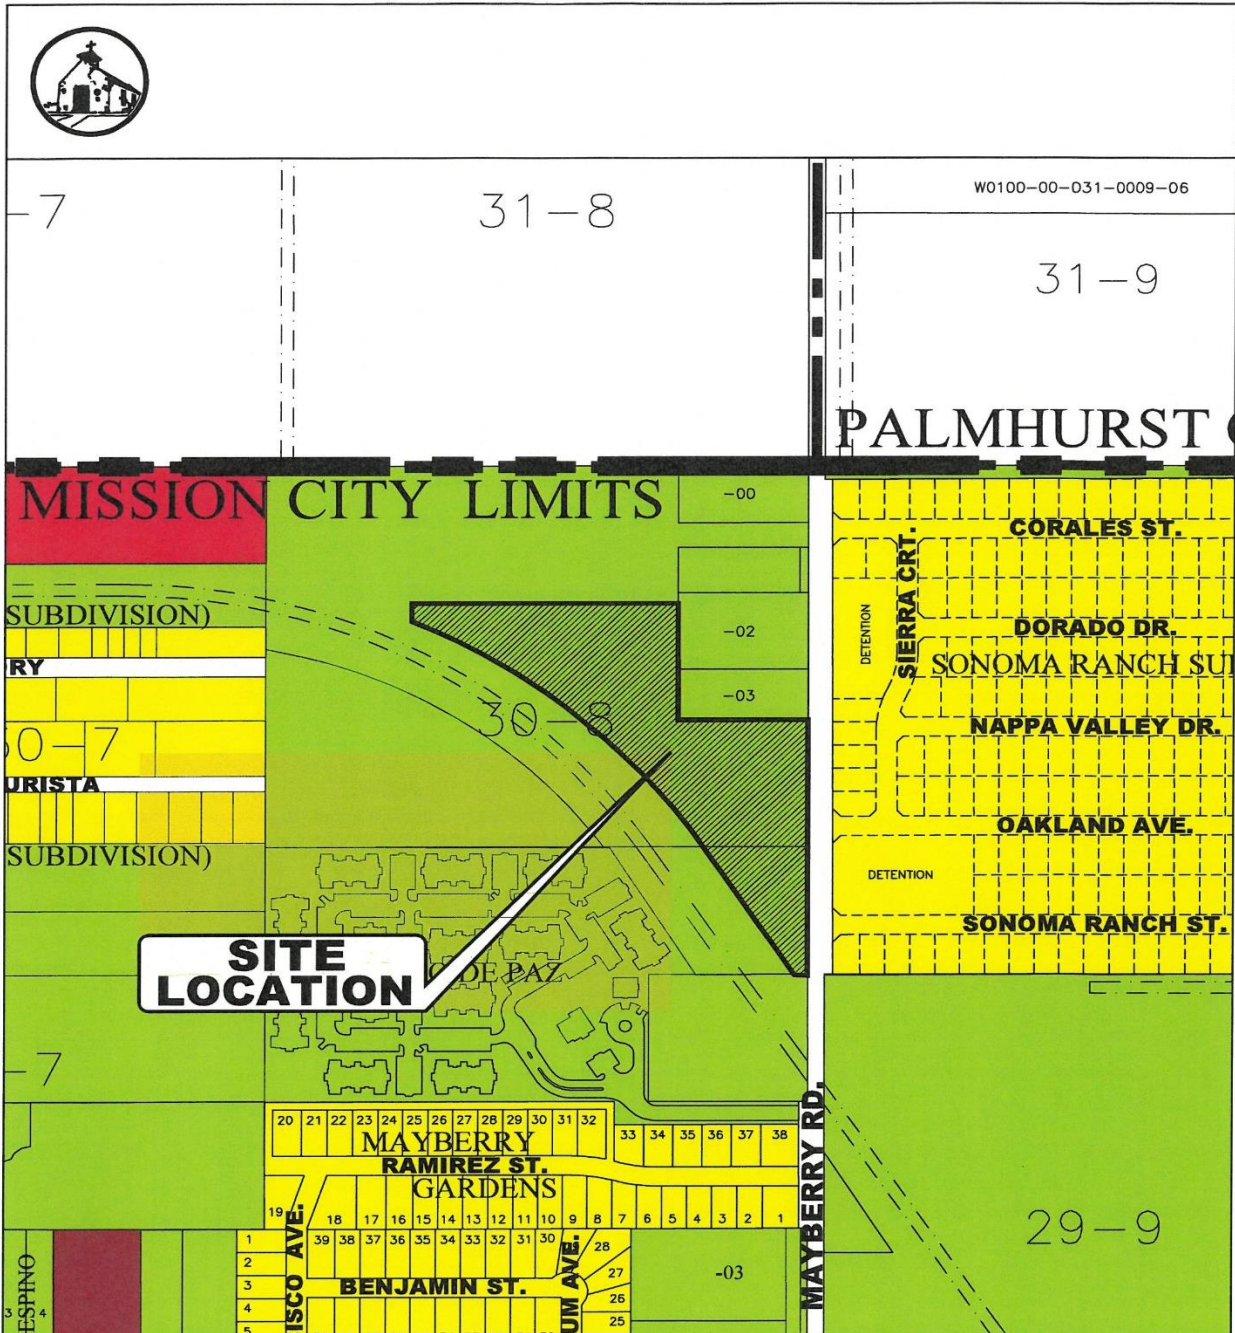 W0100-00-031-0009-06
-7
31-8
31-9
PALMHURST
MISSION CITY LIMITS
-00
CORALES ST.
SIERRA CRT.
DETENTION
SUBDIVISION)
-02
DORADO DR.
RY
-03
SONOMA RANCH SU
30-8
NAPPA VALLEY DR.
0-7
URISTA
OAKLAND AVE.
SUBDIVISION)
DETENTION
SONOMA RANCH ST.
SITE
LOCATION
O DE PAZ
-7
MAYBERRY RD.
20 21 22 23 24 25 26 27 28 29 30 31 32
33 34 35 36 37 38
MAYBERRY
RAMIREZ ST.
GARDENS
19 18 17 16 15 14 13 12 11 10 9 8 7 6 5 4 3 2 1
29-9
39 38 37 36 35 34 33 32 31 30
28
27
26
25
1
2
3
4
5
ISCO AVE.
BENJAMIN ST.
UM AVE.
-03
ESPINO
3 4